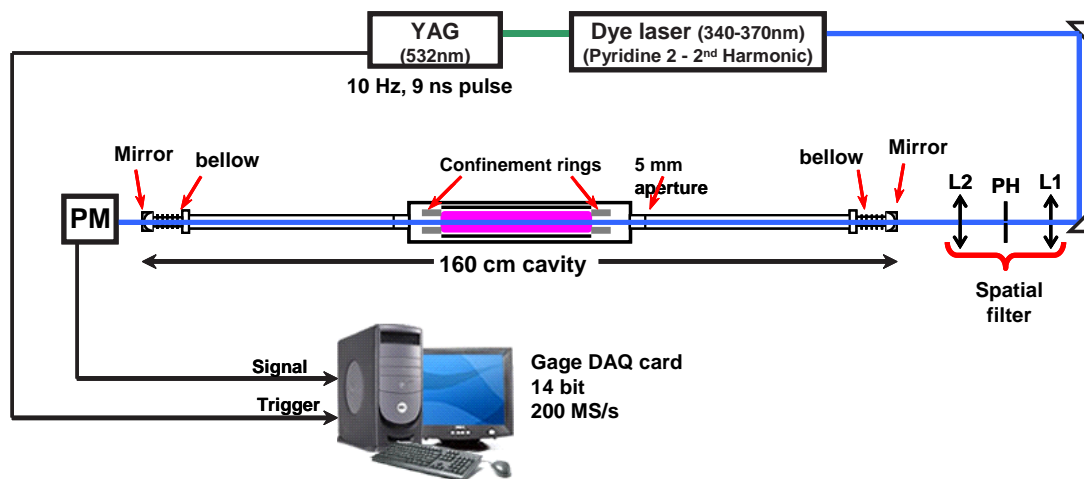 YAG
(532nm)
Dye laser (340-370nm)
(Pyridine 2 - 2nd Harmonic)
10 Hz, 9 ns pulse
Mirror
bellow
Confinement rings
5 mm
aperture
bellow
Mirror
L2
PH
L1
PM
160 cm cavity
Spatial
filter
Signal
Trigger
Gage DAQ card
14 bit
200 MS/s